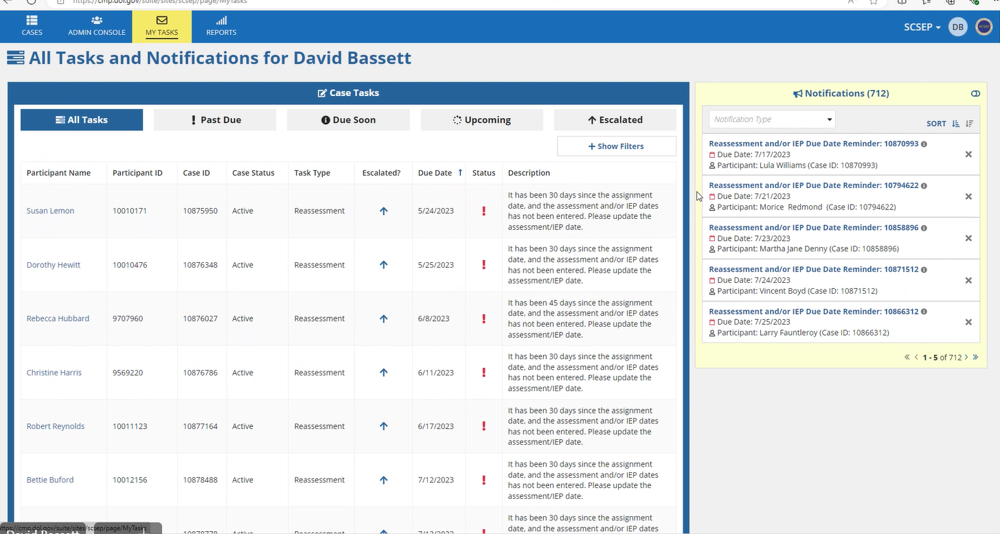 https://cmp.dol.gov/suite/sites/scsep/page/MyTasks
CASES
ADMIN CONSOLE
MY TASKS
REPORTS
SCSEP
DB
SCSEP
All Tasks and Notifications for David Bassett
Case Tasks
All Tasks
Past Due
Due Soon
Upcoming
Escalated
+ Show Filters
Participant Name Participant ID Case ID Case Status Task Type Escalated? Due Date ↑ Status Description
Susan Lemon 10010171 10875950 Active Reassessment 5/24/2023 It has been 30 days since the assignment
date, and the assessment and/or IEP dates
has not been entered. Please update the
assessment/IEP date.
Dorothy Hewitt 10010476 10876348 Active Reassessment 5/25/2023 It has been 30 days since the assignment
date, and the assessment and/or IEP dates
has not been entered. Please update the
assessment/IEP date.
Rebecca Hubbard 9707960 10876027 Active Reassessment 6/8/2023 It has been 45 days since the assignment
date, and the assessment and/or IEP dates
has not been entered. Please update the
assessment/IEP date.
Christine Harris 9569220 10876786 Active Reassessment 6/11/2023 It has been 30 days since the assignment
date, and the assessment and/or IEP dates
has not been entered. Please update the
assessment/IEP date.
Robert Reynolds 10011123 10877164 Active Reassessment 6/17/2023 It has been 30 days since the assignment
date, and the assessment and/or IEP dates
has not been entered. Please update the
assessment/IEP date.
Bettie Buford 10012156 10878488 Active Reassessment 7/12/2023 It has been 30 days since the assignment
date, and the assessment and/or IEP dates
has not been entered. Please update the
assessment/IEP date.
It has been 30 days since the assignment
date, and the assessment and/or IEP dates
Notifications (712)
Notification Type
SORT
Reassessment and/or IEP Due Date Reminder: 10870993
Due Date: 7/17/2023
Participant: Lula Williams (Case ID: 10870993)
Reassessment and/or IEP Due Date Reminder: 10794622
Due Date: 7/21/2023
Participant: Morice Redmond (Case ID: 10794622)
Reassessment and/or IEP Due Date Reminder: 10858896
Due Date: 7/23/2023
Participant: Martha Jane Denny (Case ID: 10858896)
Reassessment and/or IEP Due Date Reminder: 10871512
Due Date: 7/24/2023
Participant: Vincent Boyd (Case ID: 10871512)
Reassessment and/or IEP Due Date Reminder: 10866312
Due Date: 7/25/2023
Participant: Larry Fauntleroy (Case ID: 10866312)
« ‹ 1 - 5 of 712 › »
https://cmp.dol.gov/suite/sites/scsep/page/MyTasks
David Bassett